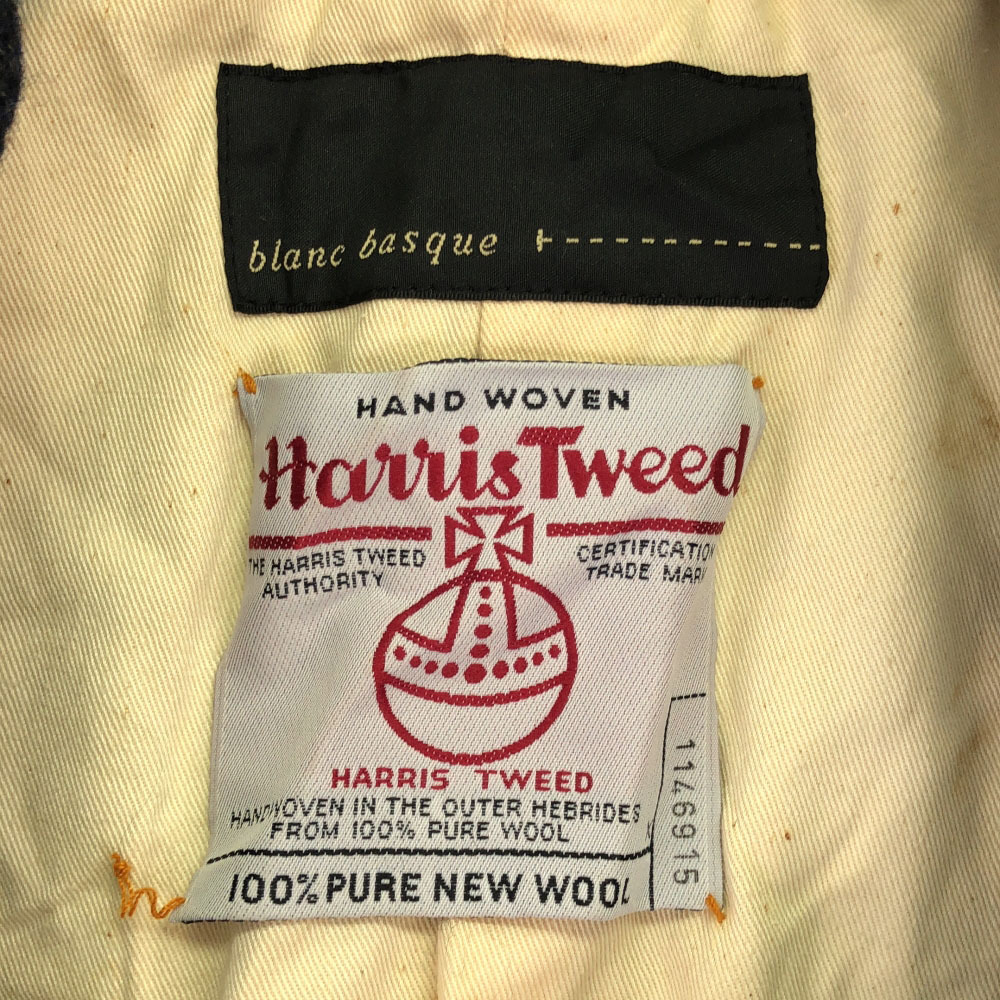 blanc basque
HAND WOVEN
Harris Tweed
THE HARRIS TWEED
AUTHORITY
CERTIFICATION
TRADE MARK
HARRIS TWEED
HANDWOVEN IN THE OUTER HEBRIDES
FROM 100% PURE WOOL
100% PURE NEW WOOL
1146915